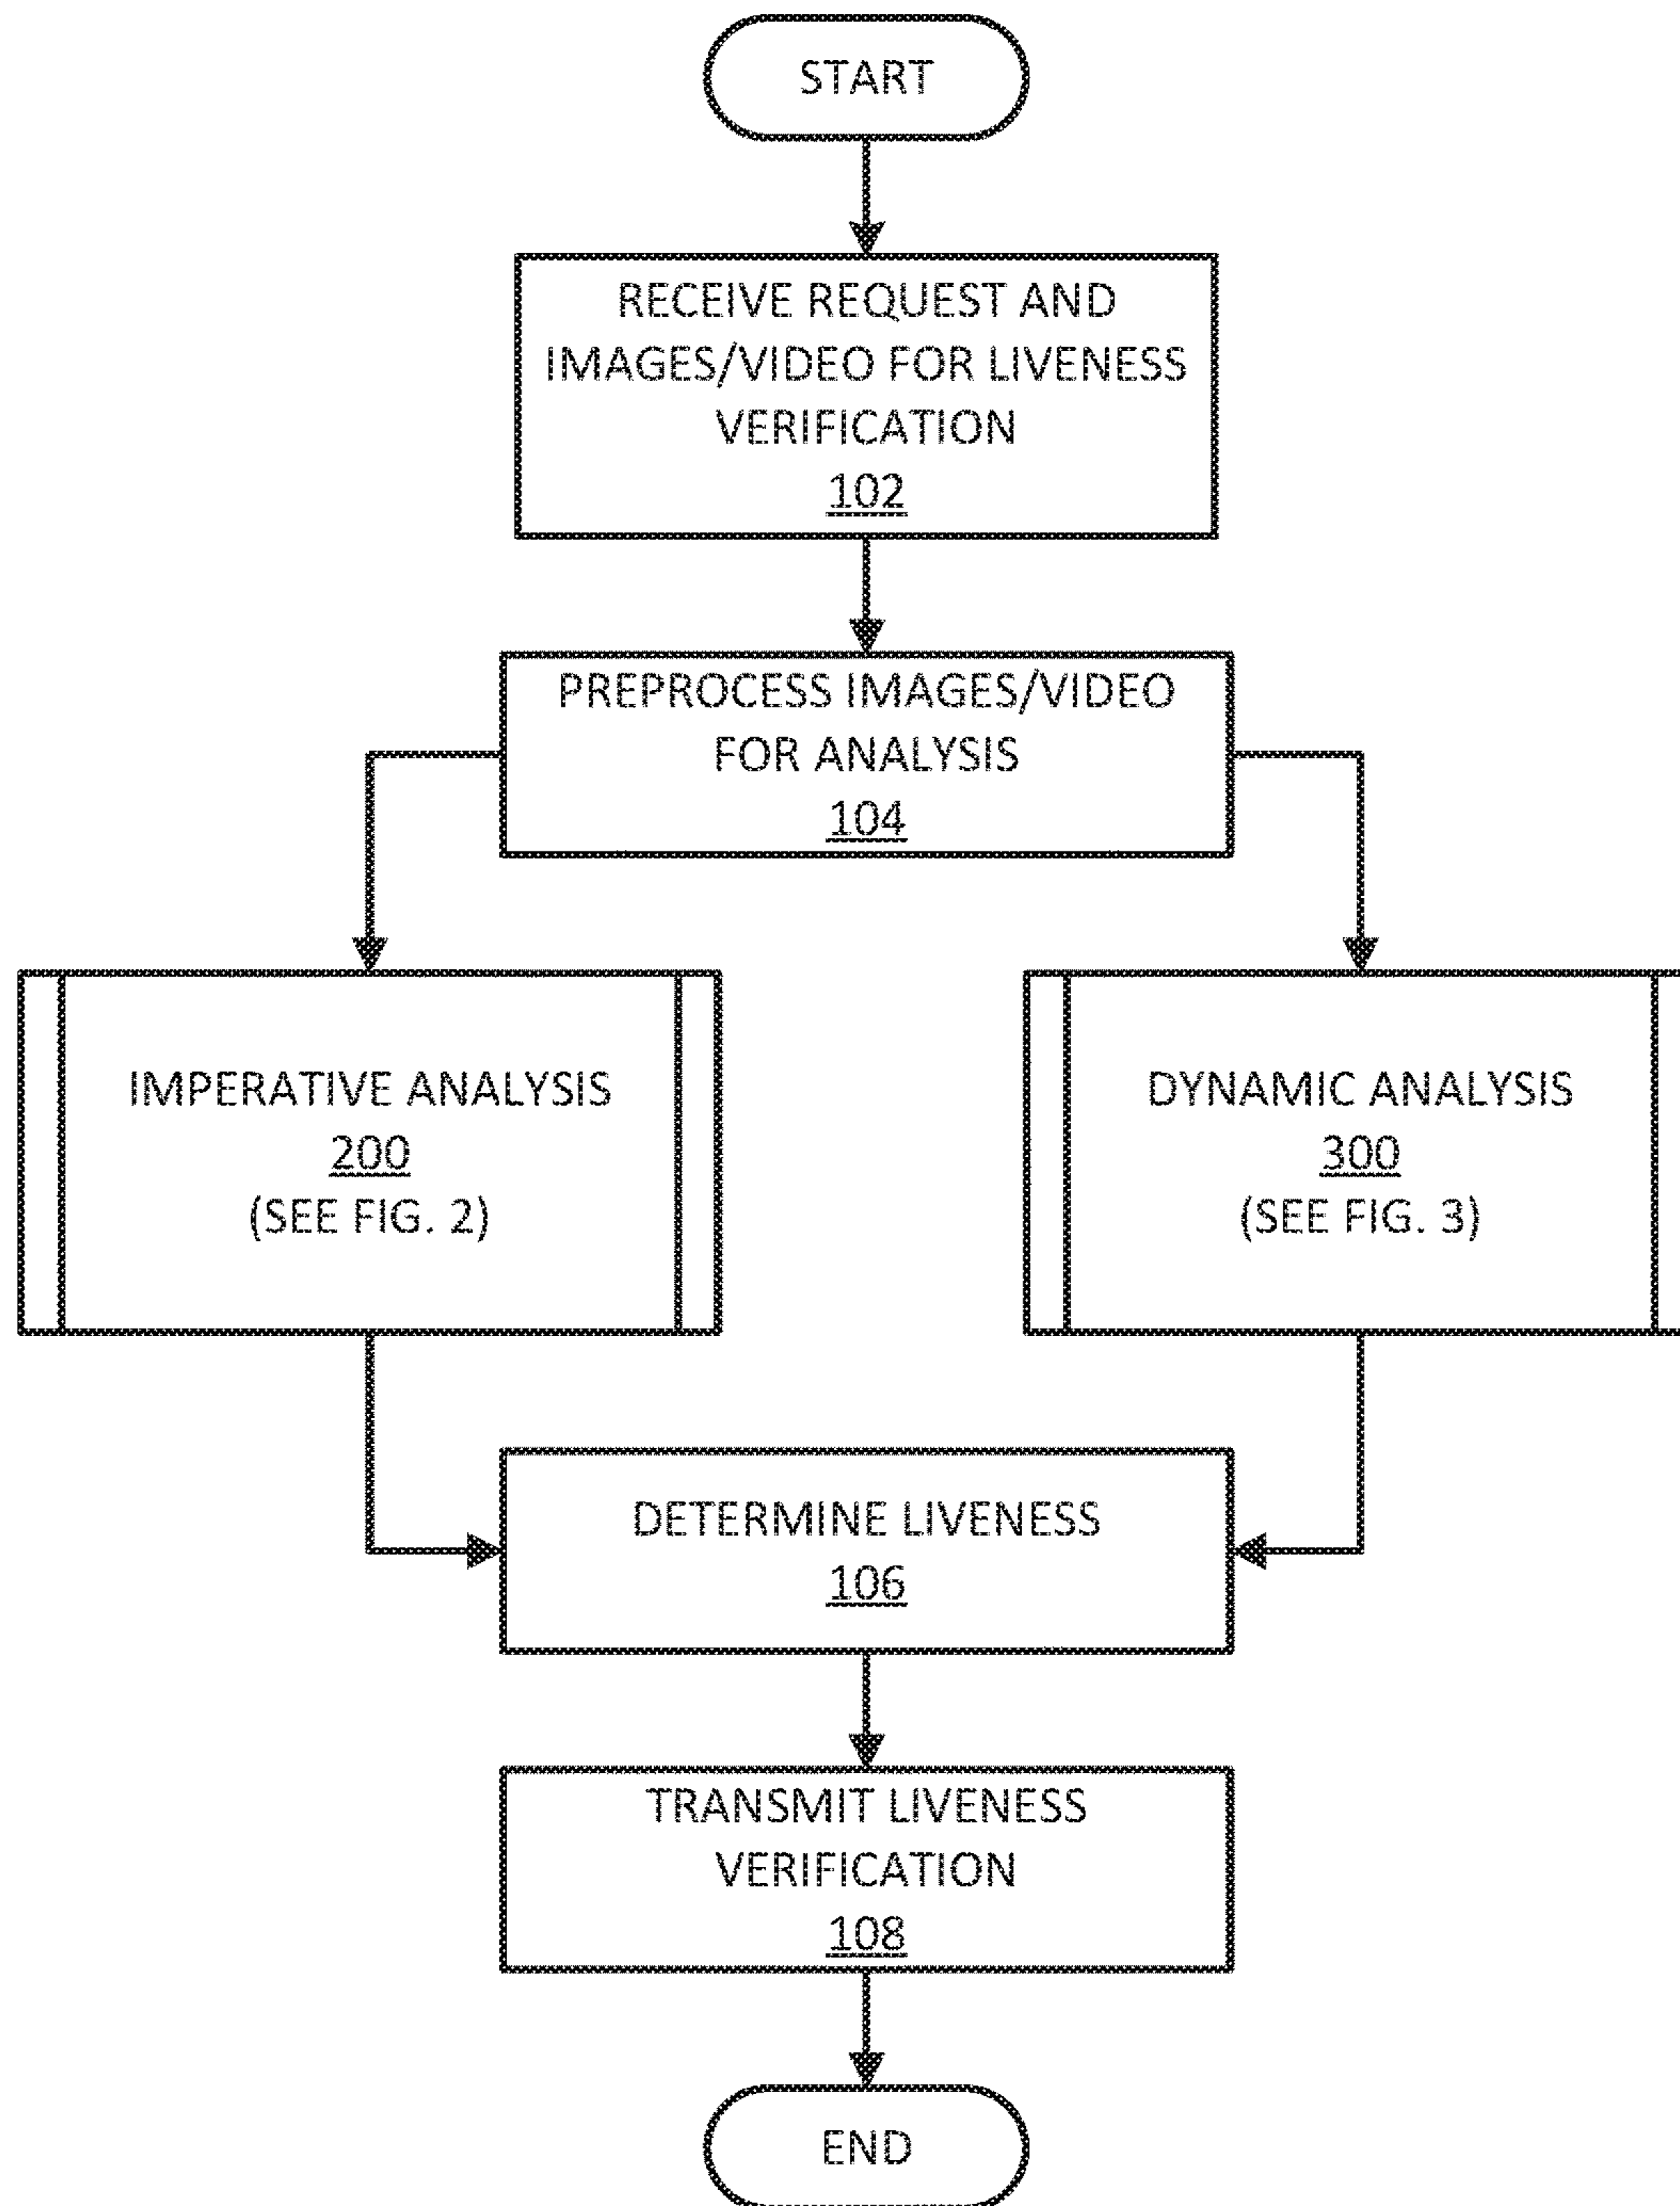 START
RECEIVE REQUEST AND
IMAGES/VIDEO FOR LIVENESS
VERIFICATION
102
PREPROCESS IMAGES/VIDEO
FOR ANALYSIS
104
IMPERATIVE ANALYSIS
200
(SEE FIG. 2)
DYNAMIC ANALYSIS
300
(SEE FIG. 3)
DETERMINE LIVENESS
106
TRANSMIT LIVENESS
VERIFICATION
108
END